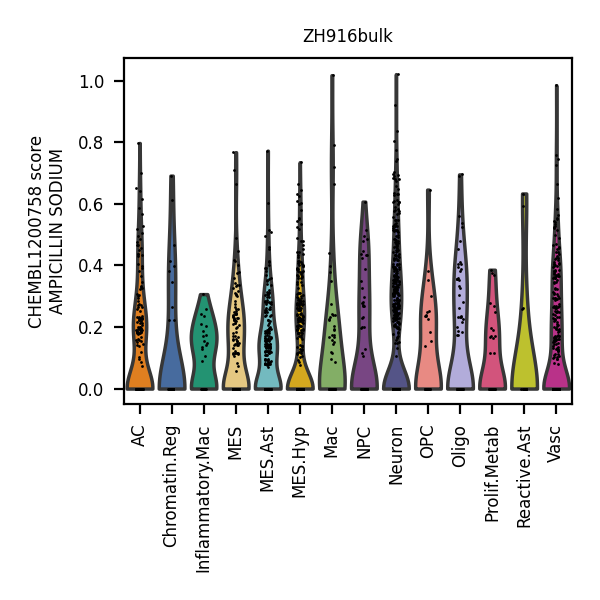 ZH916bulk
CHEMBL1200758 score
AMPICILLIN SODIUM
1.0
0.8
0.6
0.4
0.2
0.0
AC
Chromatin.Reg
Inflammatory.Mac
MES
MES.Ast
MES.Hyp
Mac
NPC
Neuron
OPC
Oligo
Prolif.Metab
Reactive.Ast
Vasc